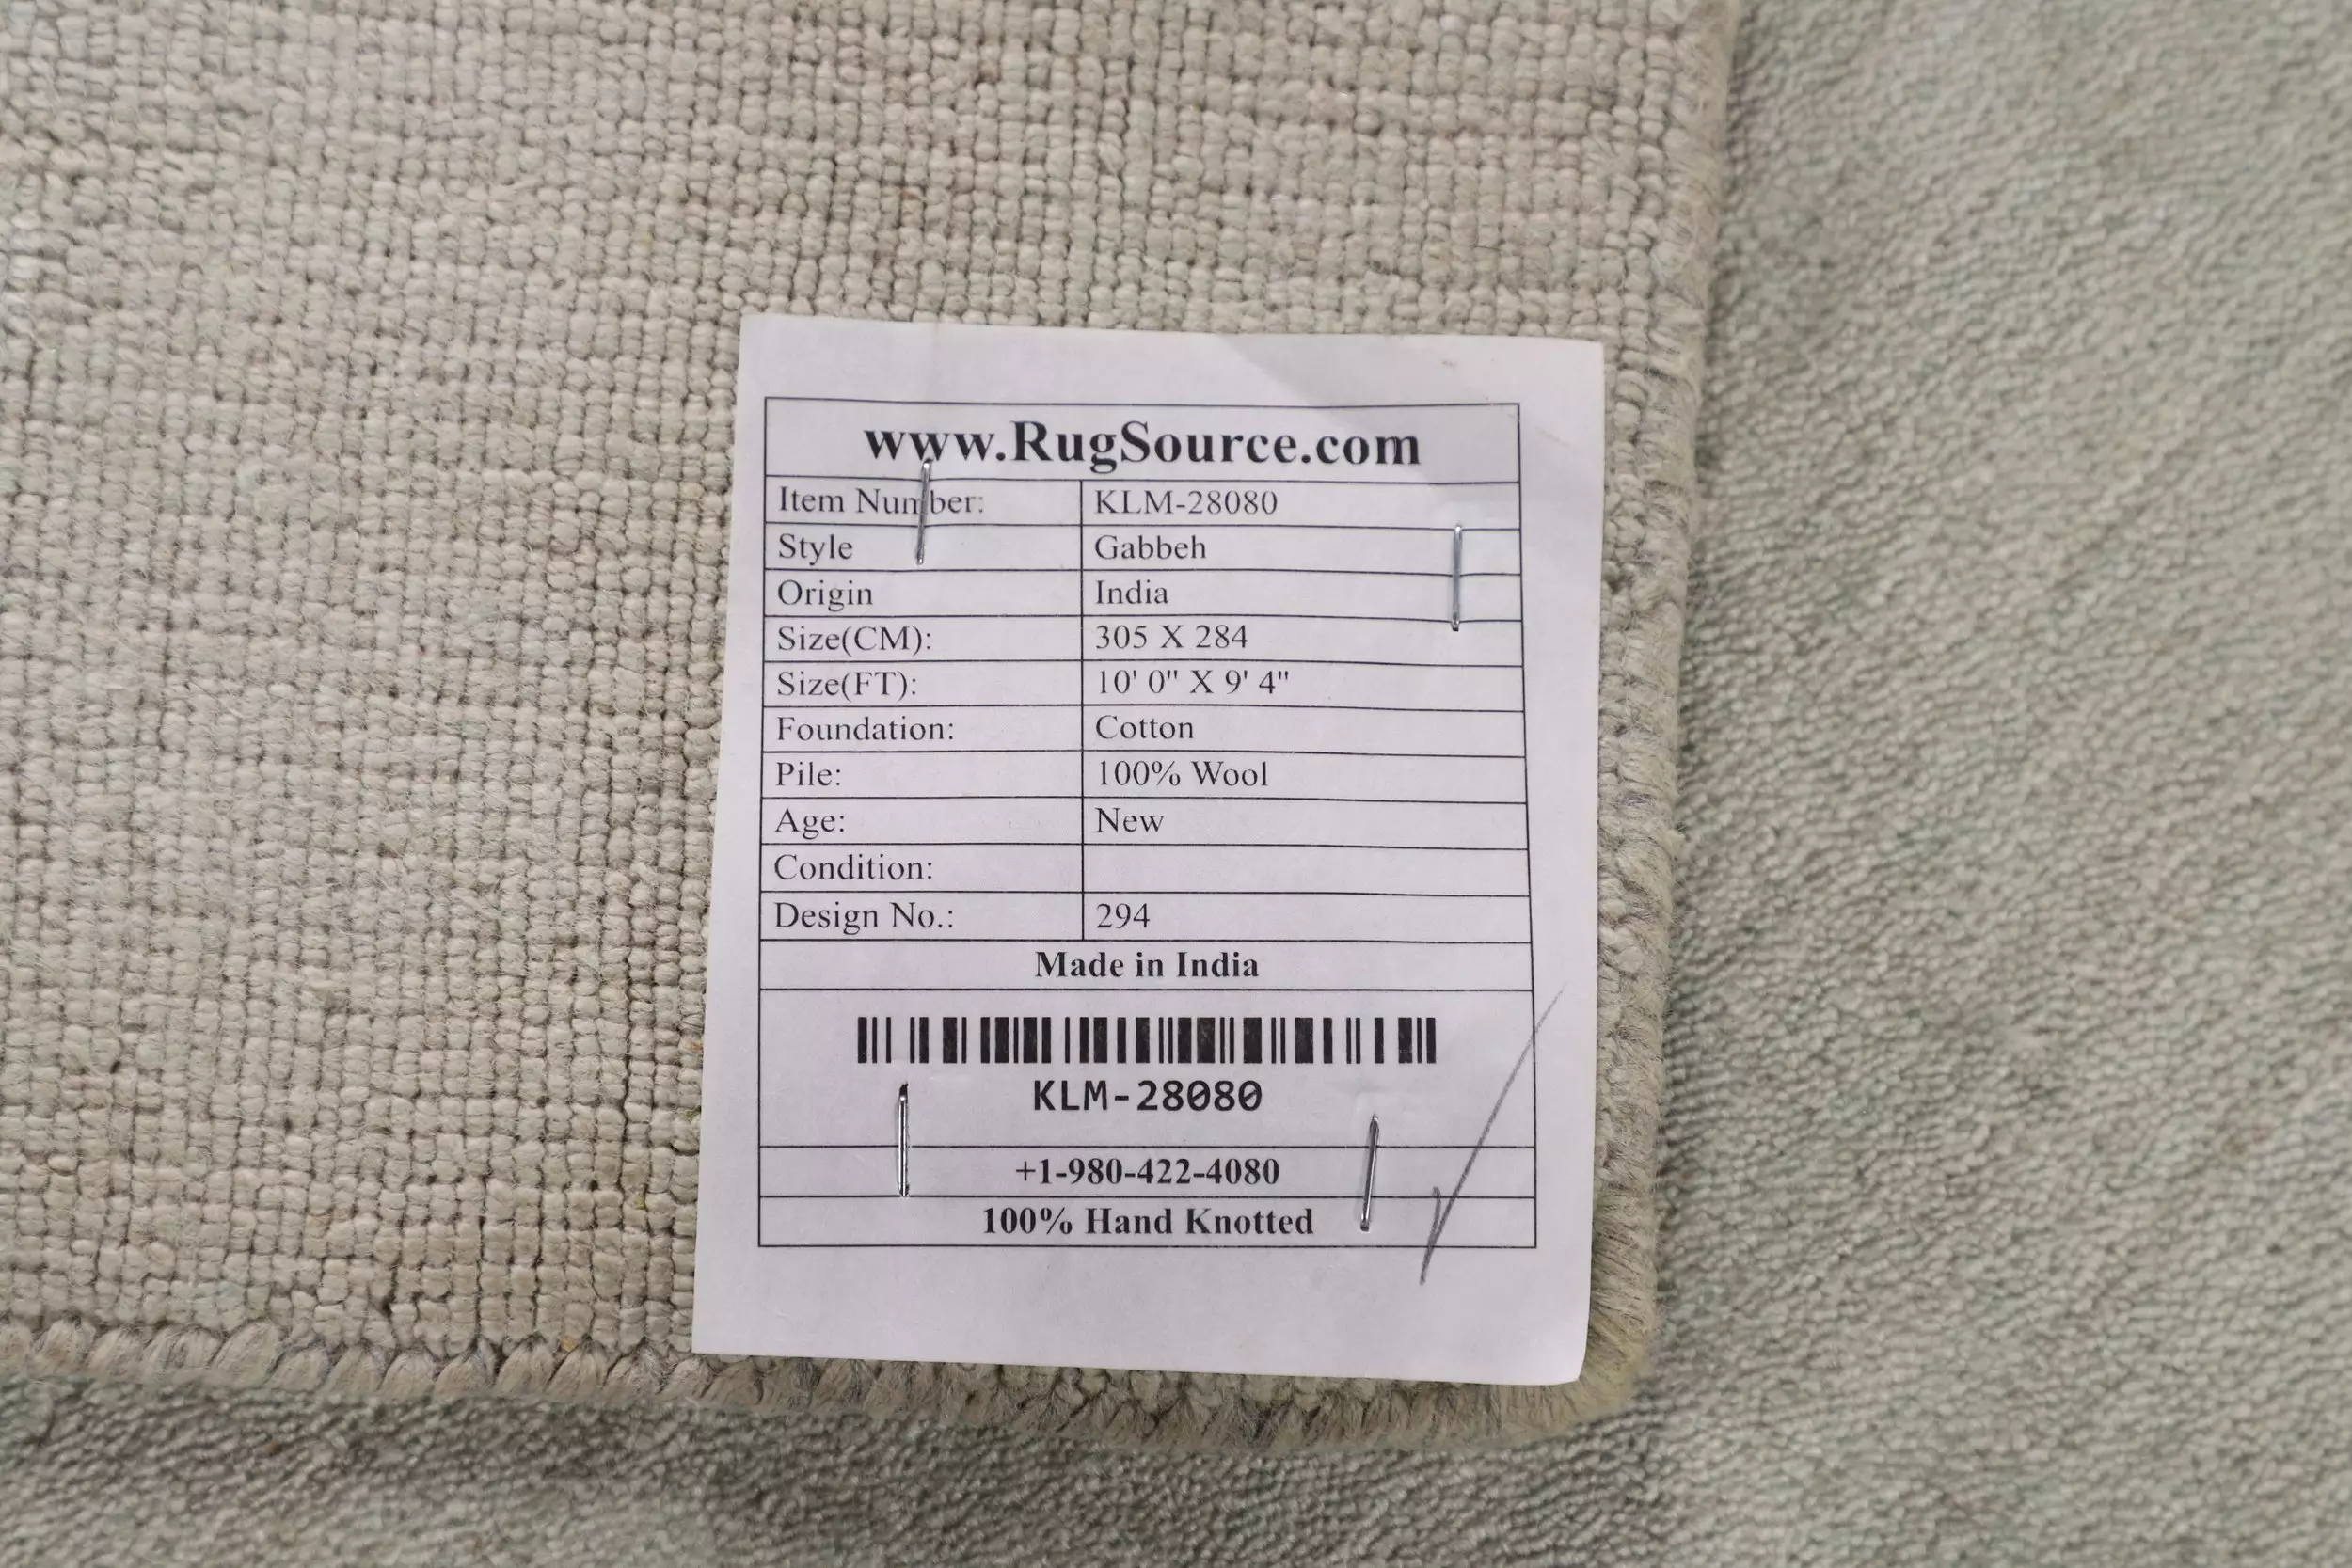 www.RugSource.com
Item Number: KLM-28080
Style Gabbeh
Origin India
Size(CM): 305 X 284
Size(FT): 10' 0" X 9' 4"
Foundation: Cotton
Pile: 100% Wool
Age: New
Condition:
Design No.: 294
Made in India
KLM-28080
+1-980-422-4080
100% Hand Knotted